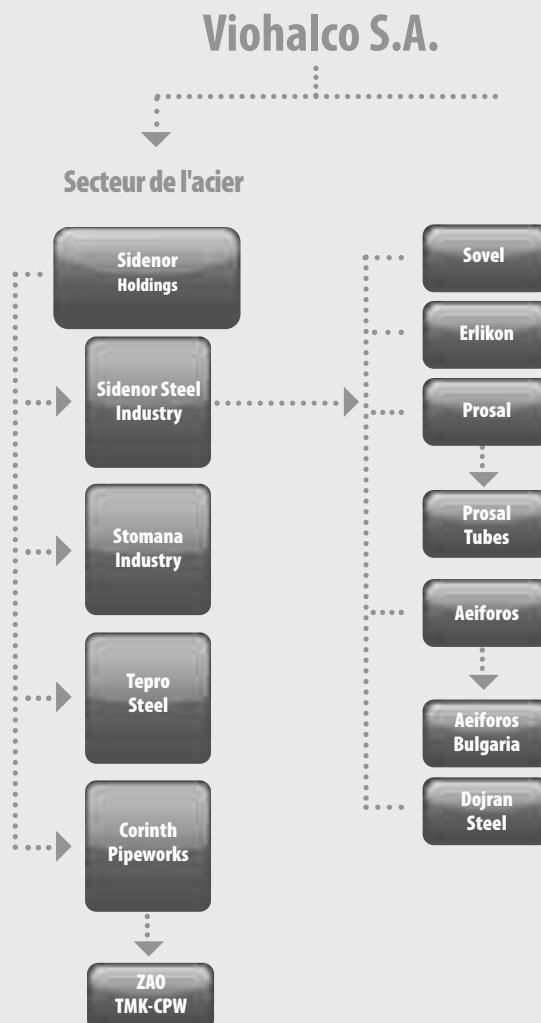 Viohalco S.A.
Secteur de l'acier
Sidenor
Holdings
Sidenor Steel
Industry
Stomana
Industry
Tepro
Steel
Corinth
Pipeworks
ZAO
TMK-CPW
Sovel
Erlikon
Prosal
Prosal
Tubes
Aeiforos
Aeiforos
Bulgaria
Dojran
Steel